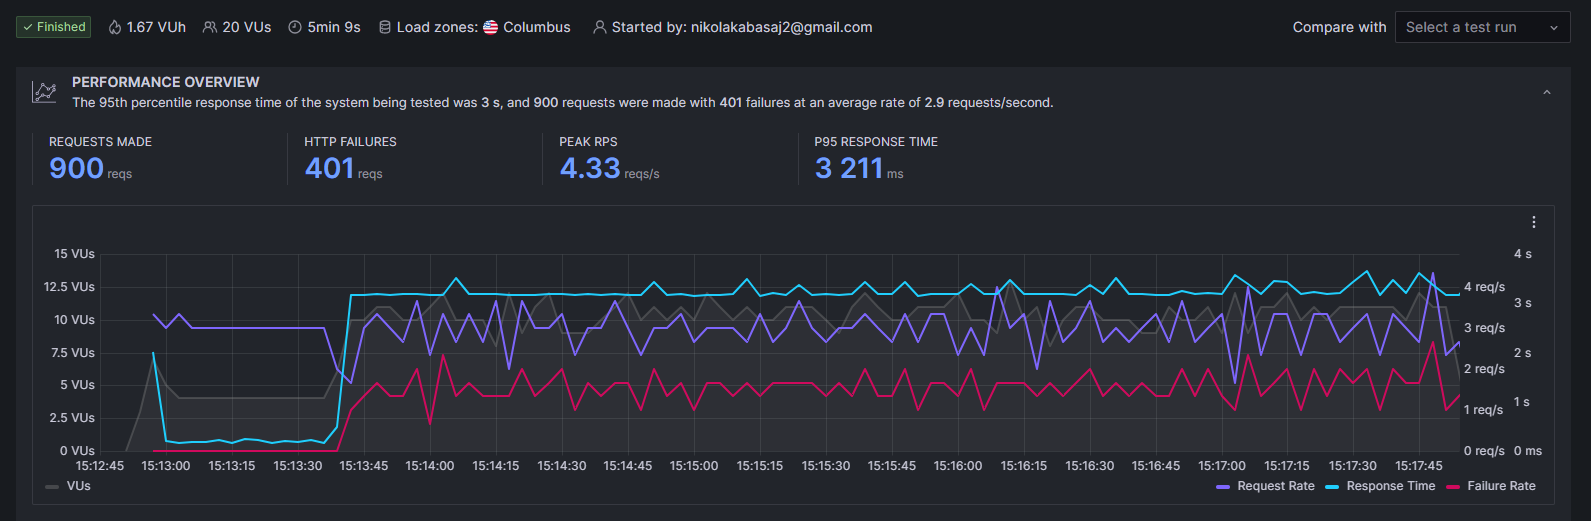 Finished 1.67 VUh 20 VUs 5min 9s Load zones: Columbus Started by: nikolakabasaj2@gmail.com Compare with Select a test run
PERFORMANCE OVERVIEW
The 95th percentile response time of the system being tested was 3 s, and 900 requests were made with 401 failures at an average rate of 2.9 requests/second.
REQUESTS MADE HTTP FAILURES PEAK RPS P95 RESPONSE TIME
900 reqs 401 reqs 4.33 reqs/s 3 211 ms
15 VUs 4 s
12.5 VUs 4 req/s
3 s
10 VUs 3 req/s
7.5 VUs 2 s
2 req/s
5 VUs
1 s
2.5 VUs 1 req/s
0 VUs 0 req/s 0 ms
15:12:45 15:13:00 15:13:15 15:13:30 15:13:45 15:14:00 15:14:15 15:14:30 15:14:45 15:15:00 15:15:15 15:15:30 15:15:45 15:16:00 15:16:15 15:16:30 15:16:45 15:17:00 15:17:15 15:17:30 15:17:45
VUs Request Rate Response Time Failure Rate